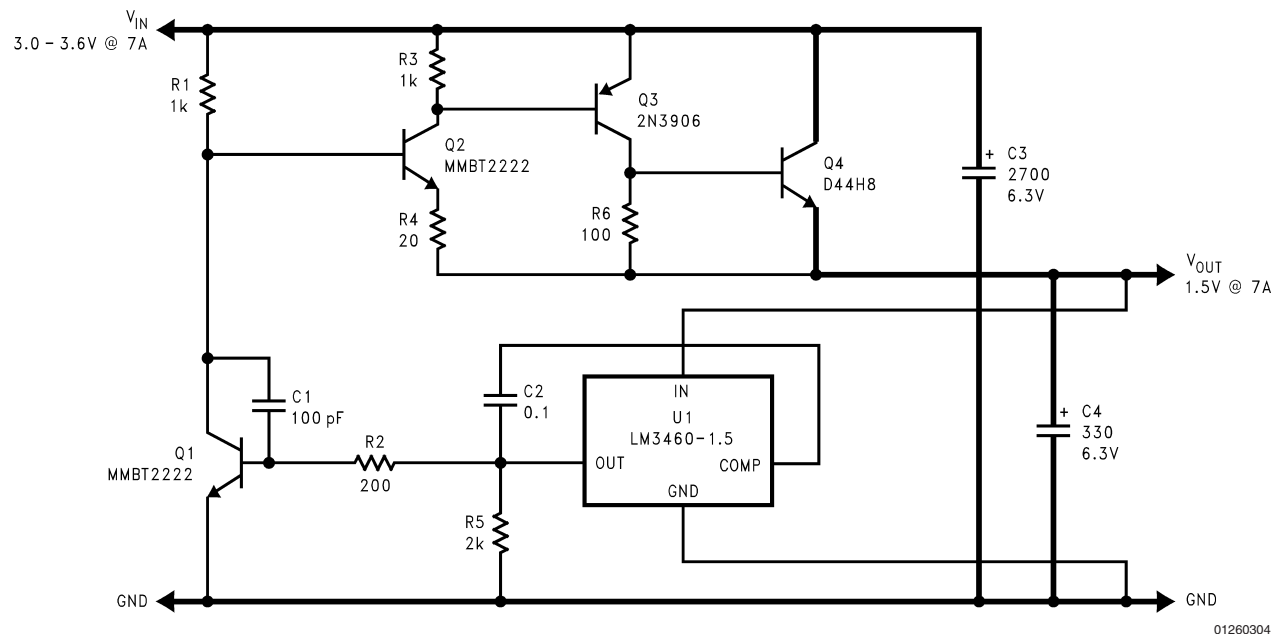 VIN
3.0 – 3.6V @ 7A
R1
1k
R3
1k
Q2
MMBT2222
R4
20
Q3
2N3906
R6
100
Q4
D44H8
+ C3
2700
6.3V
VOUT
1.5V @ 7A
C1
100 pF
C2
0.1
IN
U1
LM3460-1.5
OUT
COMP
GND
+ C4
330
6.3V
Q1
MMBT2222
R2
200
R5
2k
GND
GND
01260304